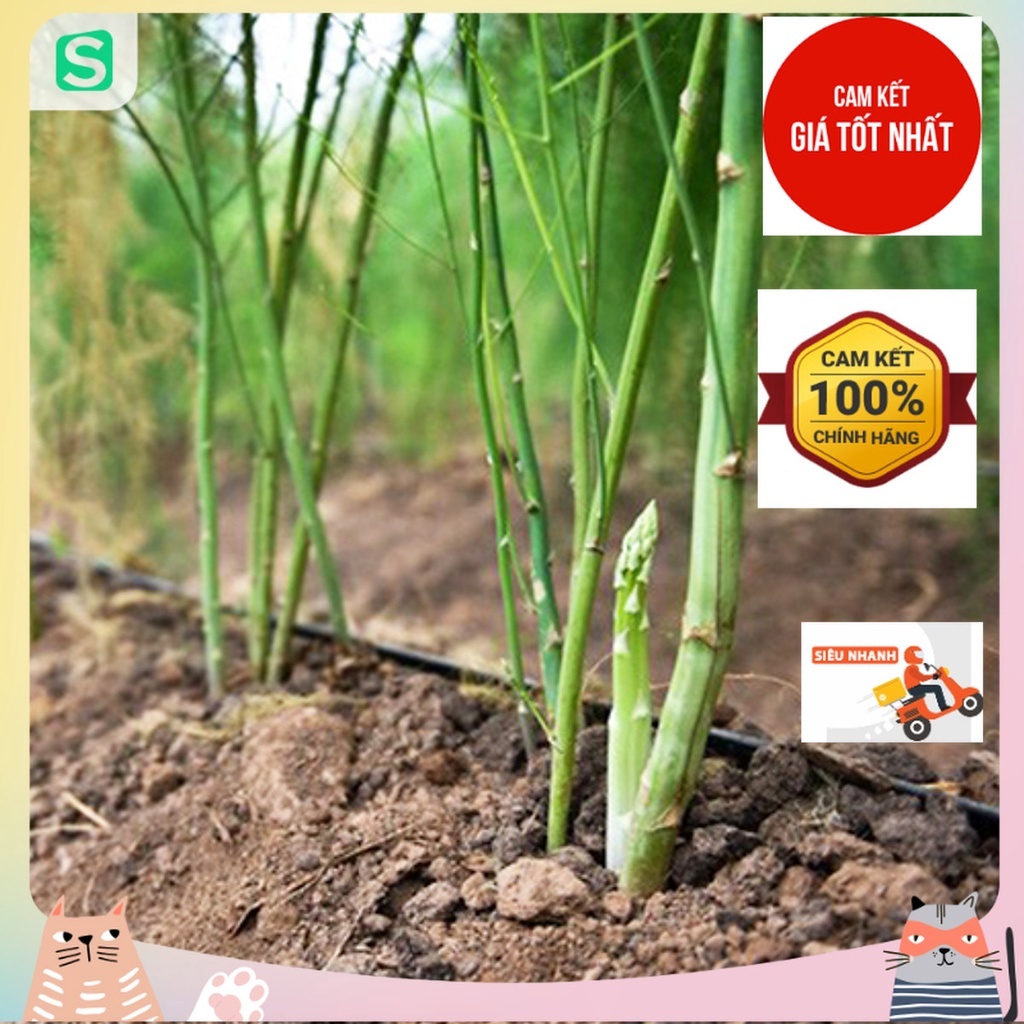 S
CAM KẾT
GIÁ TỐT NHẤT
CAM KẾT
100%
CHÍNH HÃNG
SIÊU NHANH